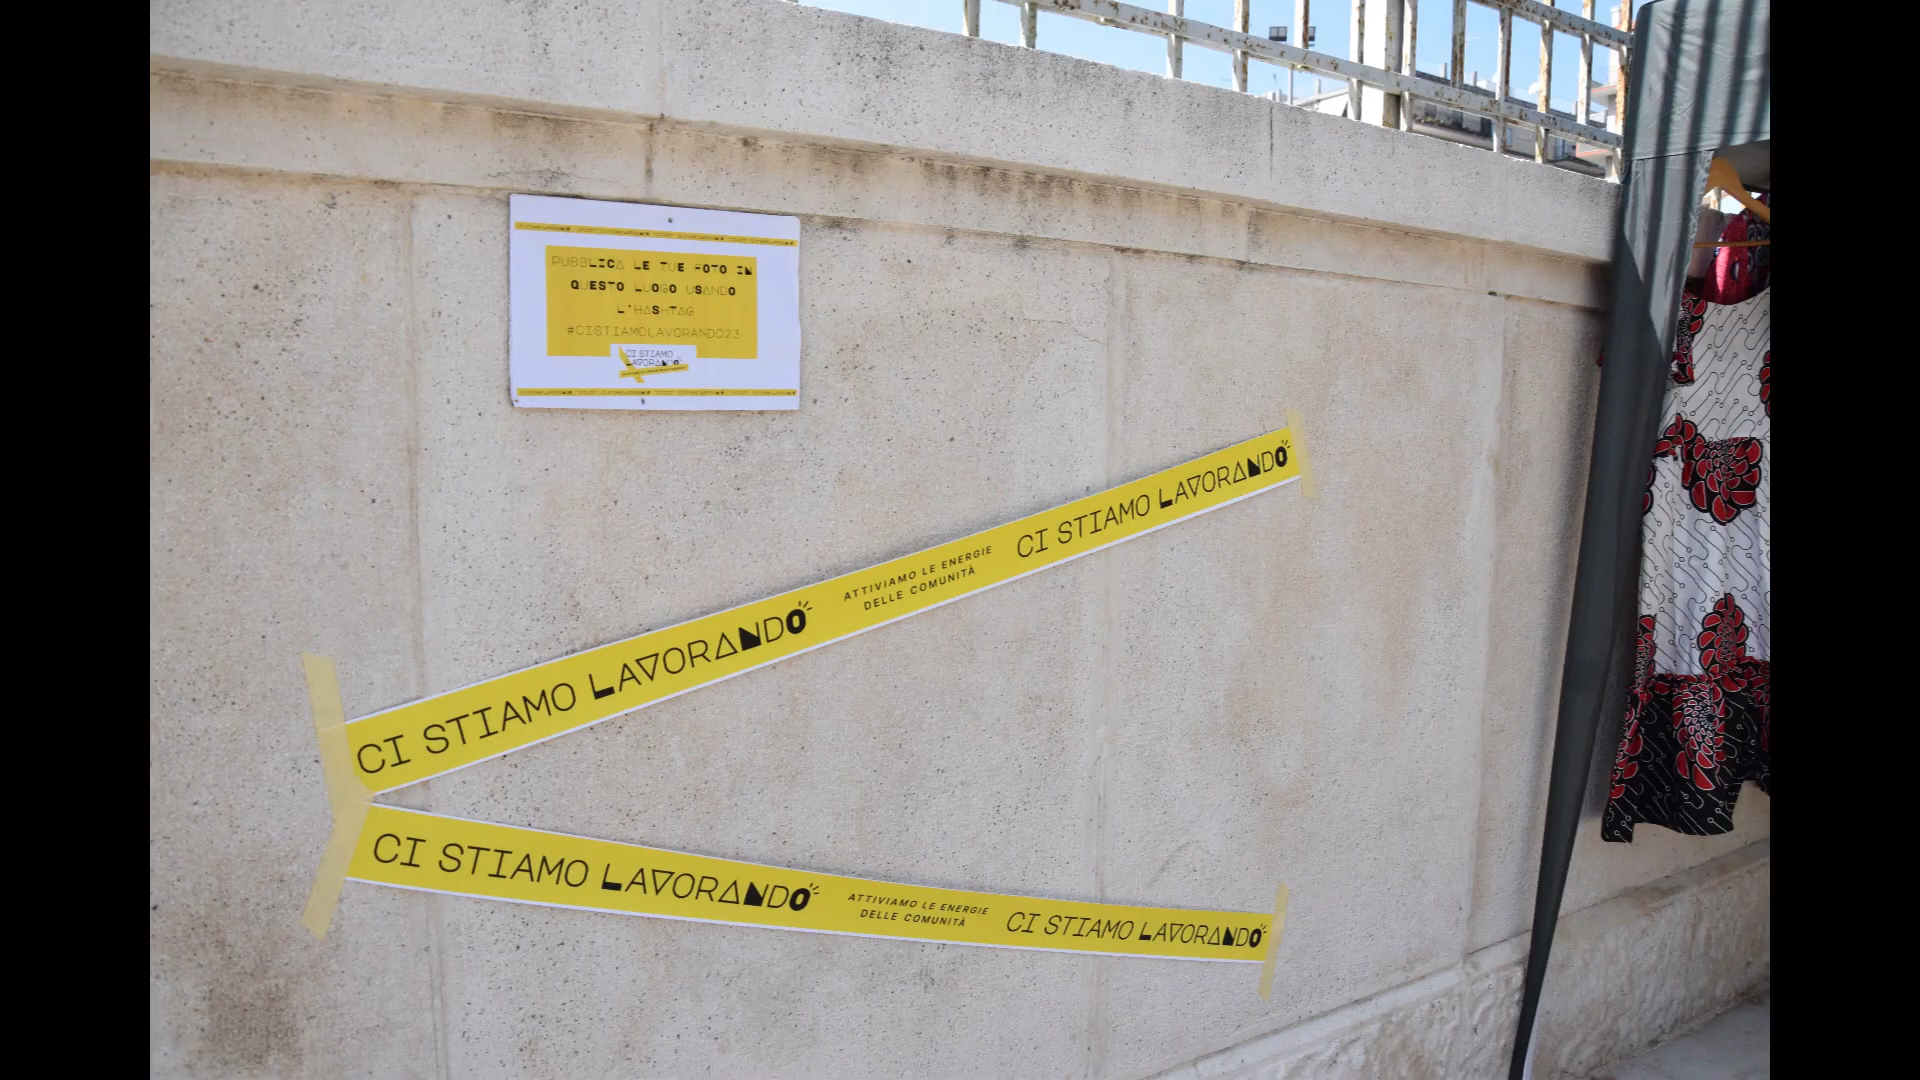 PUBBLICA LE TUE FOTO IN
QUESTO LUOGO USANDO
L'HASHTAG
#CISTIAMOLAVORANDO23
CI STIAMO
LAVORANDO
CI STIAMO LAVORANDO
ATTIVIAMO LE ENERGIE
DELLE COMUNITÀ
CI STIAMO LAVORANDO
CI STIAMO LAVORANDO
ATTIVIAMO LE ENERGIE
DELLE COMUNITÀ
CI STIAMO LAVORANDO